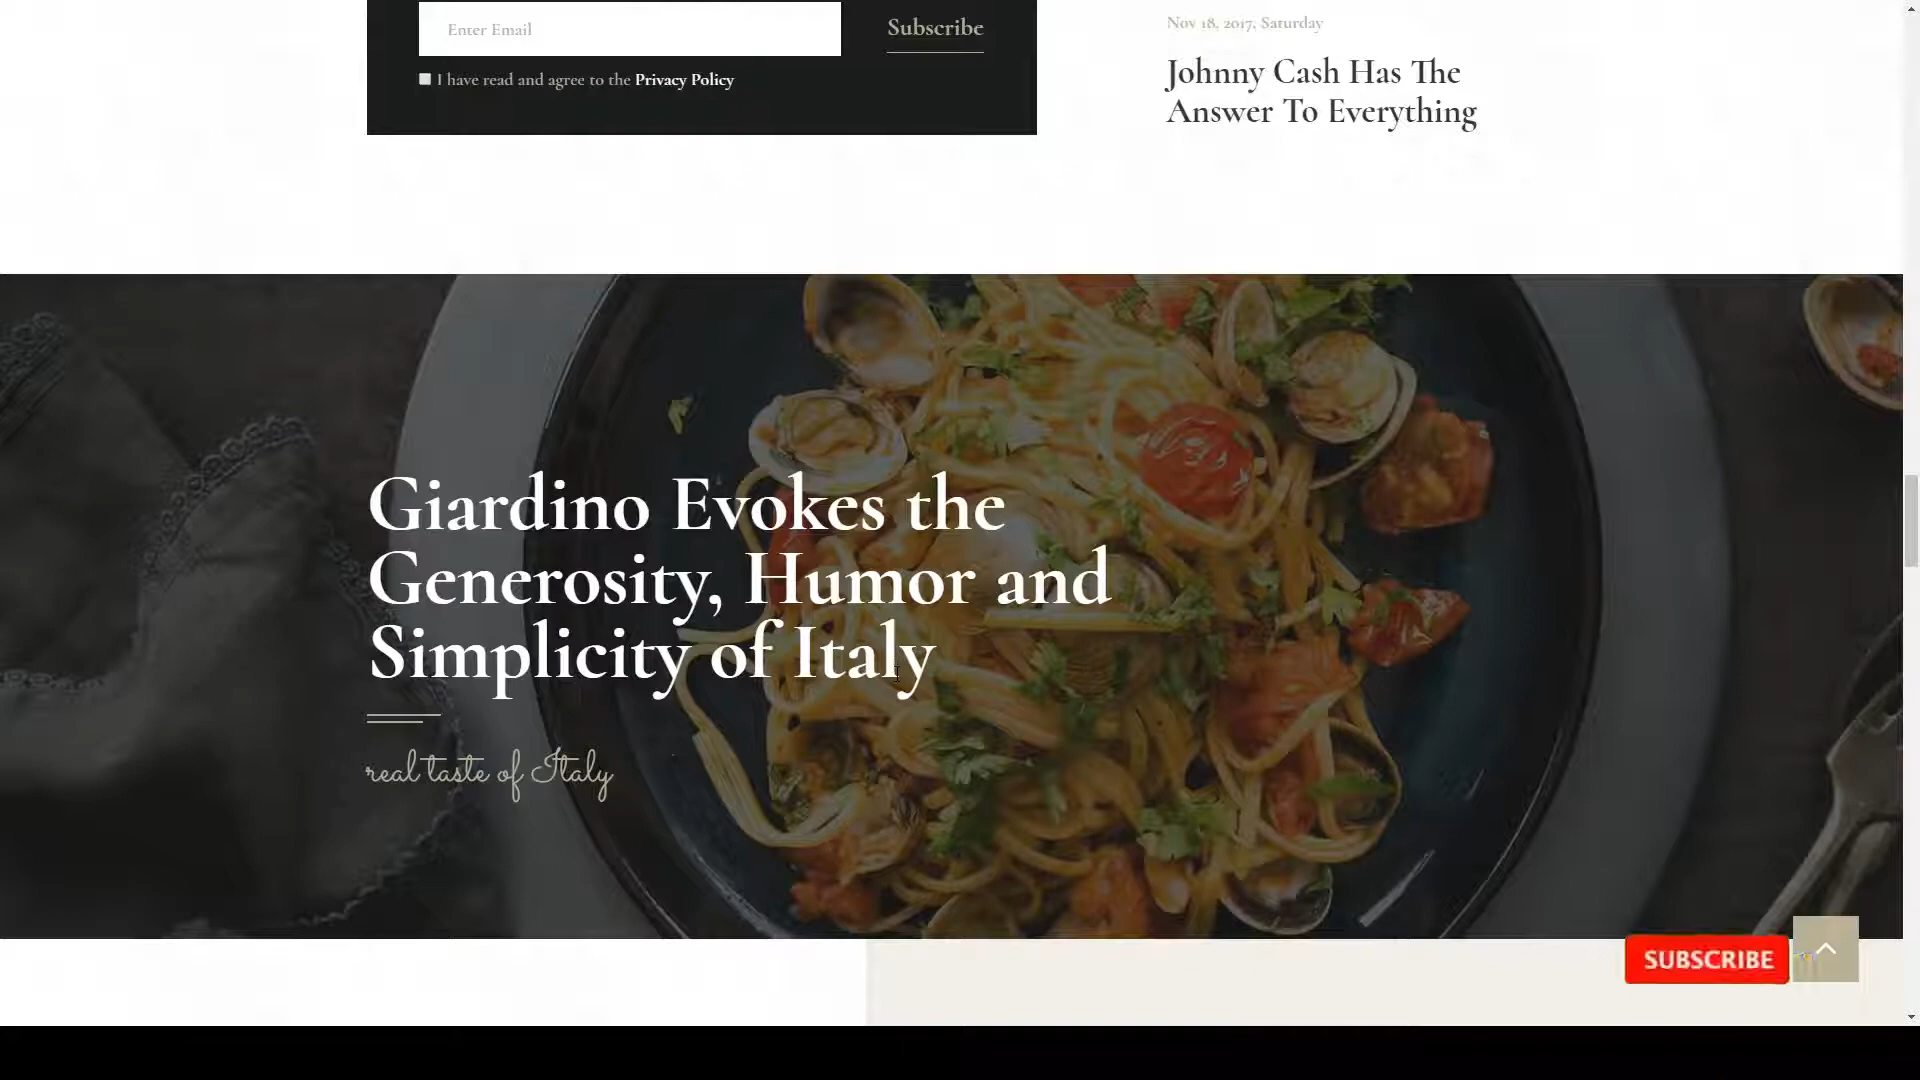 Enter Email
Subscribe
I have read and agree to the Privacy Policy
Nov 18, 2017, Saturday
Johnny Cash Has The
Answer To Everything
Giardino Evokes the
Generosity, Humor and
Simplicity of Italy
real taste of Italy
SUBSCRIBE